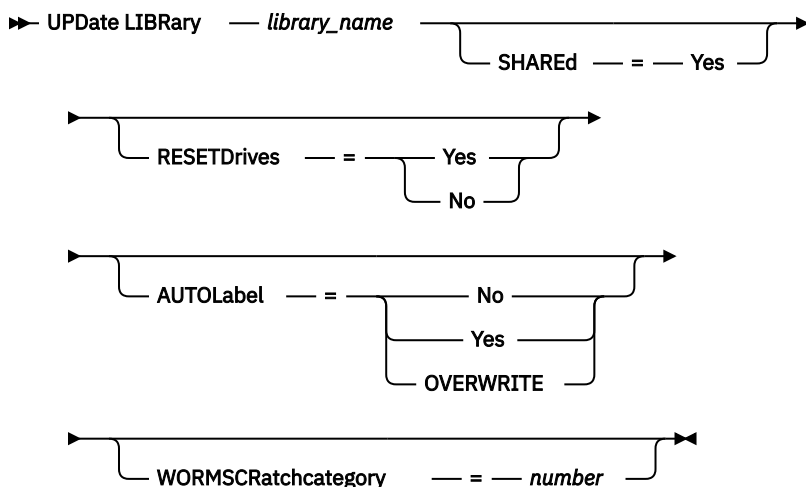 UPDate LIBRary library_name
SHAREd = Yes
RESETDrives = Yes
No
AUTOLabel = No
Yes
OVERWRITE
WORMSCRatchcategory = number